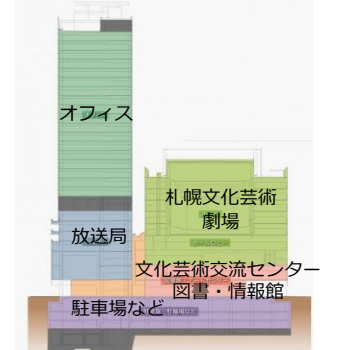 オフィス
札幌文化芸術
劇場
放送局
文化芸術交流センター
図書・情報館
駐車場など